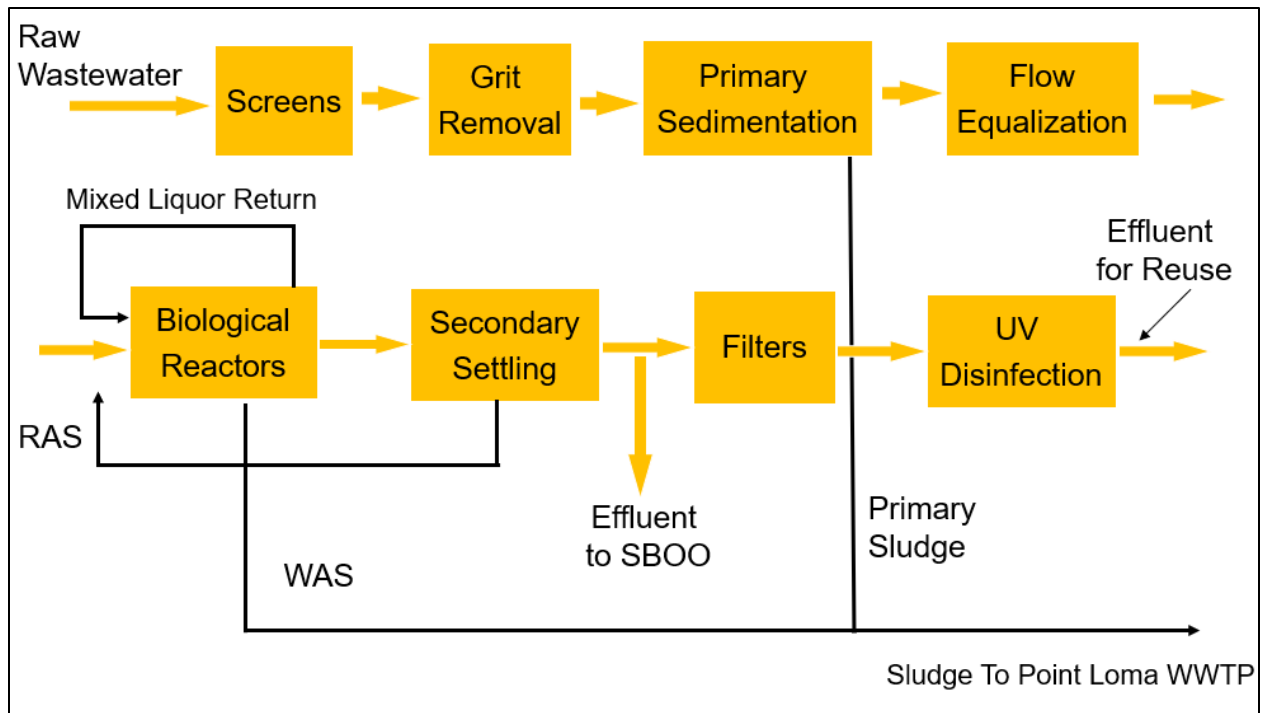 Raw
Wastewater
Screens
Grit
Removal
Primary
Sedimentation
Flow
Equalization
Mixed Liquor Return
Biological
Reactors
Secondary
Settling
Filters
UV
Disinfection
Effluent
for Reuse
RAS
Effluent
to SBOO
Primary
Sludge
WAS
Sludge To Point Loma WWTP